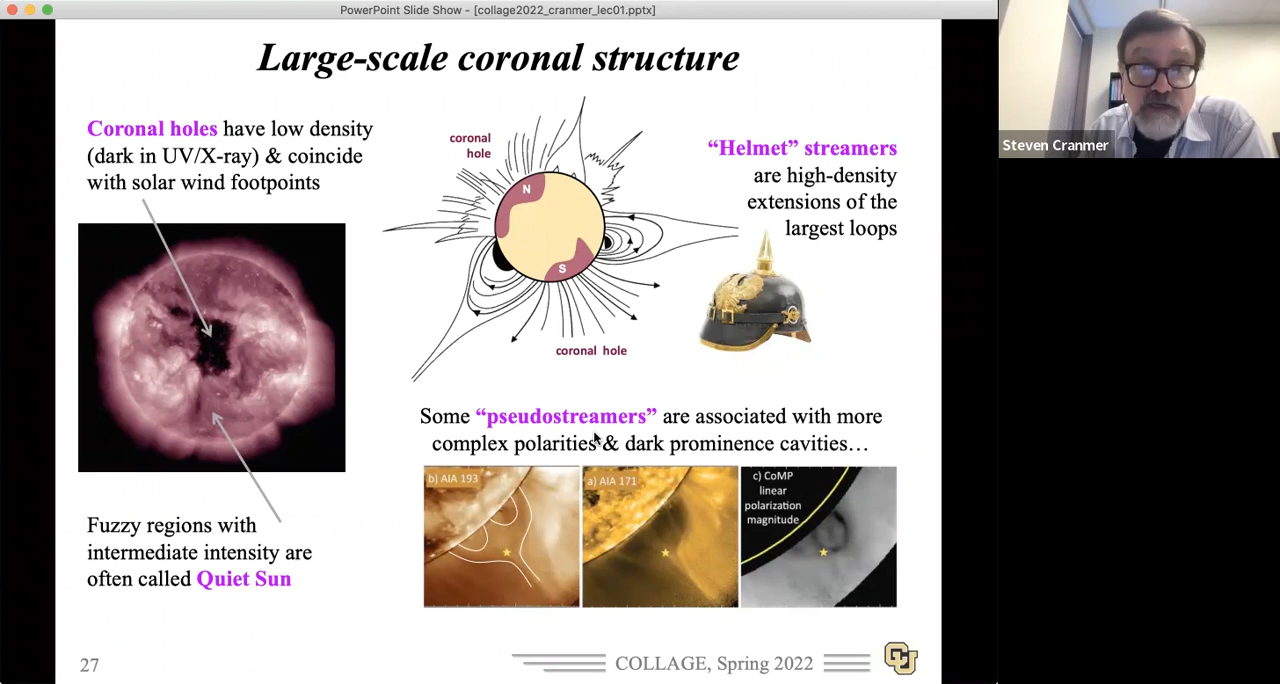 PowerPoint Slide Show - [collage2022_cranmer_lec01.pptx]
Large-scale coronal structure
Coronal holes have low density
(dark in UV/X-ray) & coincide
with solar wind footpoints
coronal
hole
N
S
coronal hole
“Helmet” streamers
are high-density
extensions of the
largest loops
Steven Cranmer
Some “pseudostreamers” are associated with more
complex polarities & dark prominence cavities…
b) AIA 193
a) AIA 171
c) CoMP
linear
polarization
magnitude
Fuzzy regions with
intermediate intensity are
often called Quiet Sun
27
COLLAGE, Spring 2022
CU